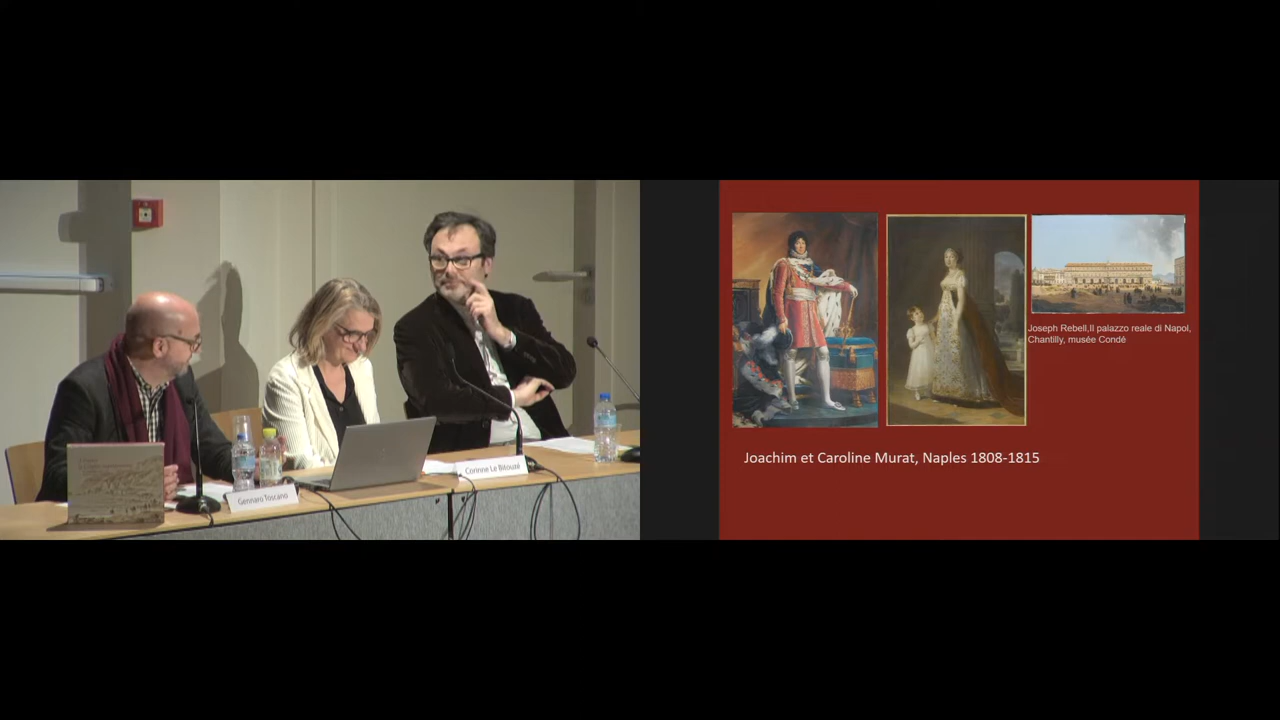 Gennaro Toscano
Corinne Le Bitouzé
Joseph Rebell,Il palazzo reale di Napol,
Chantilly, musée Condé
Joachim et Caroline Murat, Naples 1808-1815